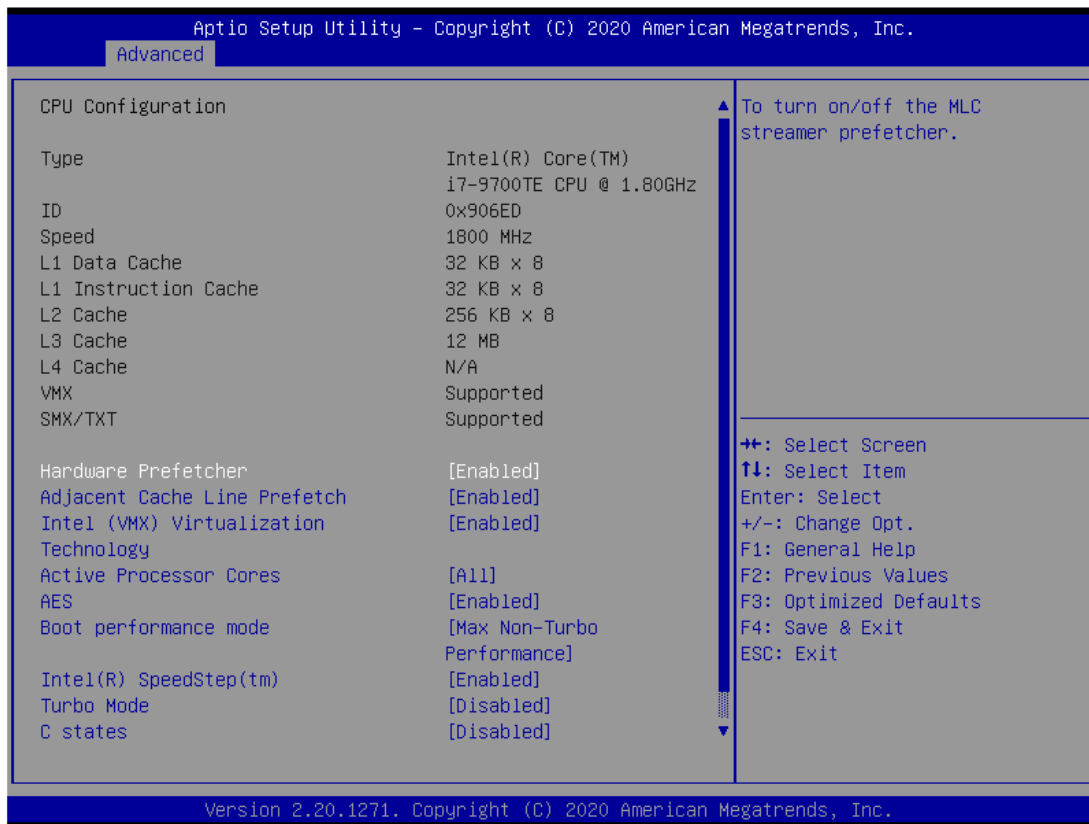 Aptio Setup Utility – Copyright (C) 2020 American Megatrends, Inc.
Advanced
CPU Configuration
Type Intel(R) Core(TM)
i7-9700TE CPU @ 1.80GHz
ID 0x906ED
Speed 1800 MHz
L1 Data Cache 32 KB x 8
L1 Instruction Cache 32 KB x 8
L2 Cache 256 KB x 8
L3 Cache 12 MB
L4 Cache N/A
VMX Supported
SMX/TXT Supported
Hardware Prefetcher [Enabled]
Adjacent Cache Line Prefetch [Enabled]
Intel (VMX) Virtualization [Enabled]
Technology
Active Processor Cores [All]
AES [Enabled]
Boot performance mode [Max Non-Turbo
Performance]
Intel(R) SpeedStep(tm) [Enabled]
Turbo Mode [Disabled]
C states [Disabled]
To turn on/off the MLC
streamer prefetcher.
→←: Select Screen
↑↓: Select Item
Enter: Select
+/-: Change Opt.
F1: General Help
F2: Previous Values
F3: Optimized Defaults
F4: Save & Exit
ESC: Exit
Version 2.20.1271. Copyright (C) 2020 American Megatrends, Inc.